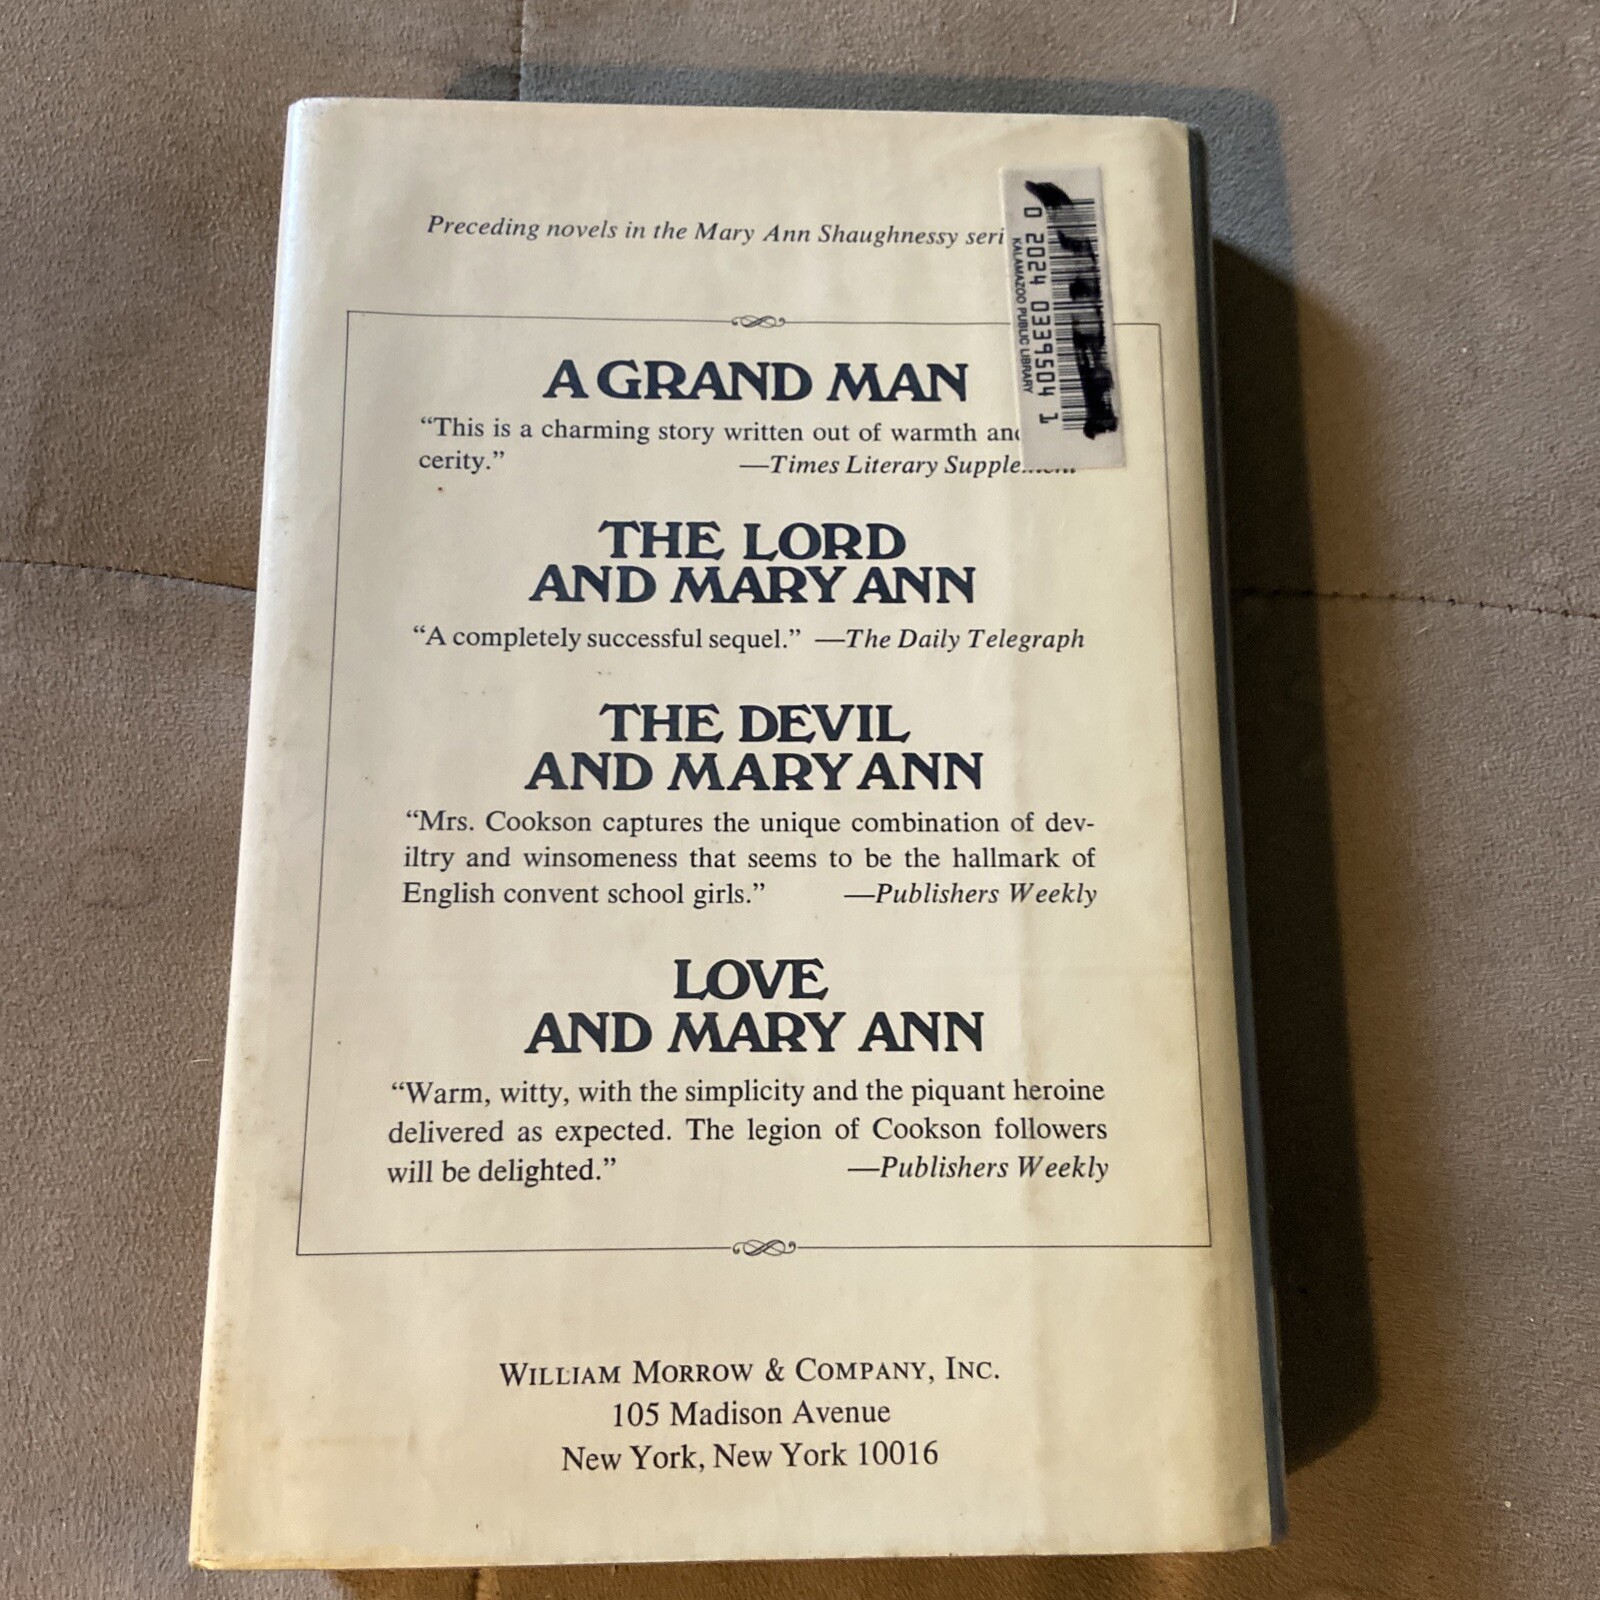 Preceding novels in the Mary Ann Shaughnessy seri
0 2024 0339504 1
KALAMAZOO PUBLIC LIBRARY
A GRAND MAN
“This is a charming story written out of warmth and
cerity.” —Times Literary Supplement
THE LORD
AND MARY ANN
“A completely successful sequel.” —The Daily Telegraph
THE DEVIL
AND MARY ANN
“Mrs. Cookson captures the unique combination of dev-
iltry and winsomeness that seems to be the hallmark of
English convent school girls.” —Publishers Weekly
LOVE
AND MARY ANN
“Warm, witty, with the simplicity and the piquant heroine
delivered as expected. The legion of Cookson followers
will be delighted.” —Publishers Weekly
WILLIAM MORROW & COMPANY, INC.
105 Madison Avenue
New York, New York 10016